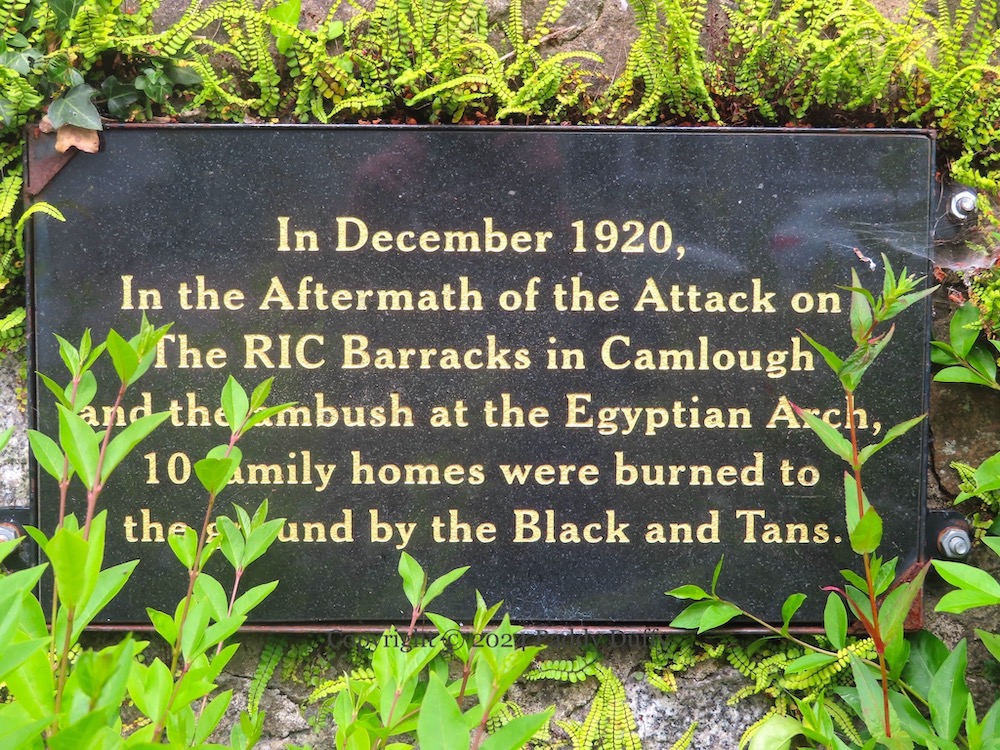 In December 1920,
In the Aftermath of the Attack on
The RIC Barracks in Camlough
and the ambush at the Egyptian Arch,
10 family homes were burned to
the ground by the Black and Tans.
Copyright ©